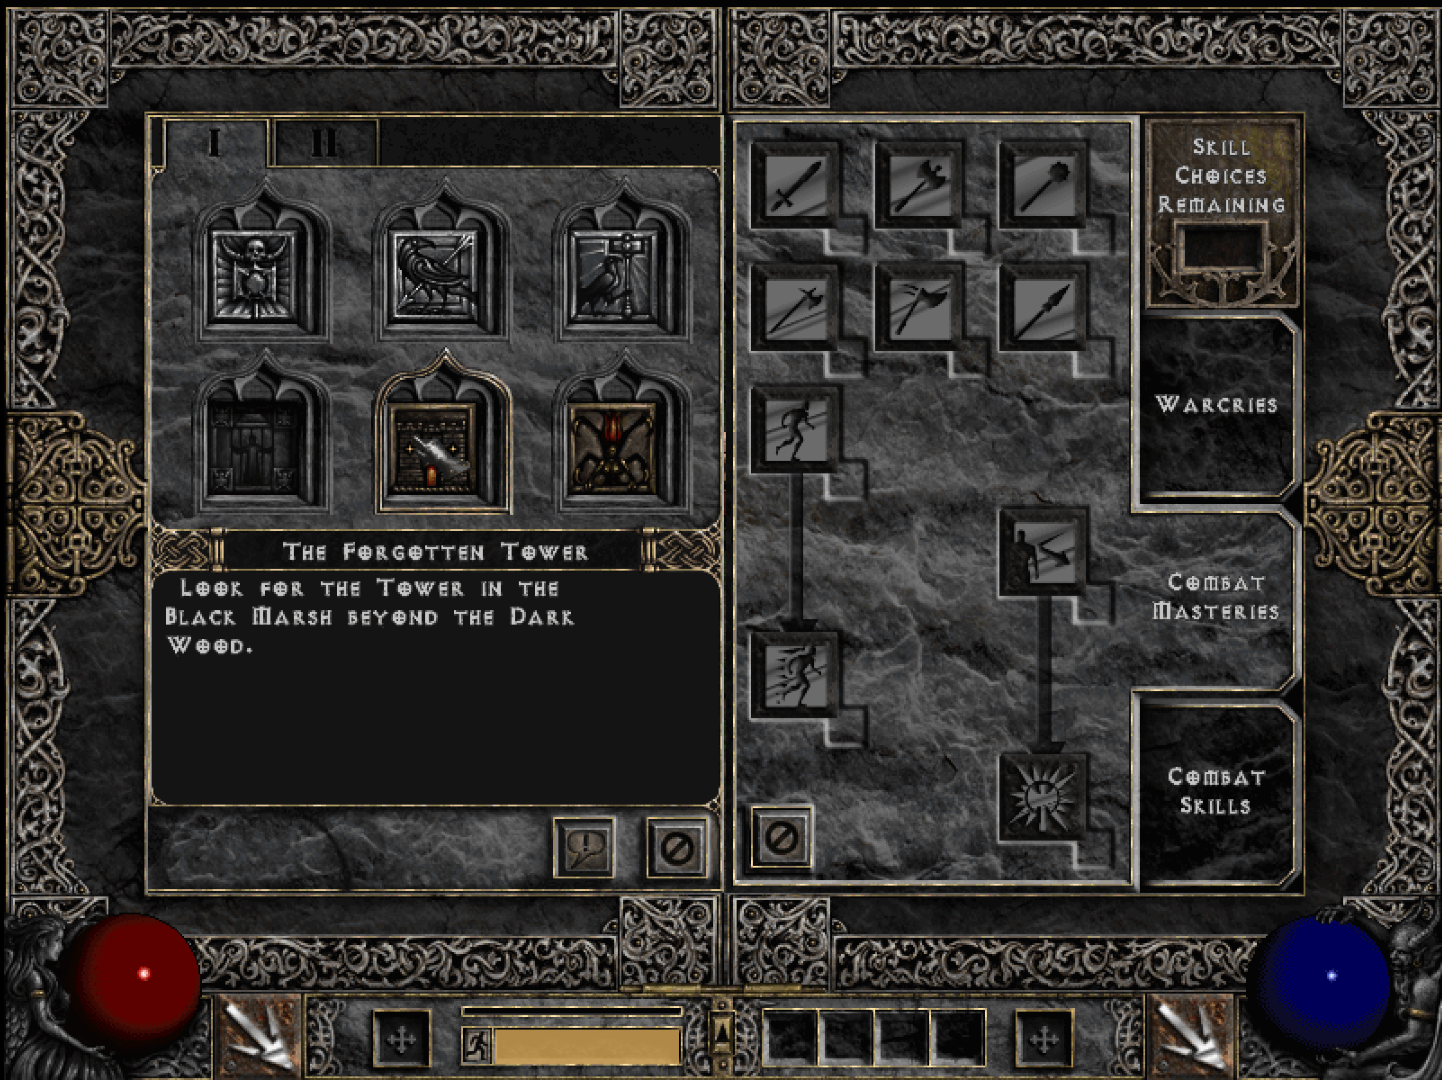 I
II
The Forgotten Tower
Look for the Tower in the
Black Marsh beyond the Dark
Wood.
Skill
Choices
Remaining
Warcries
Combat
Masteries
Combat
Skills